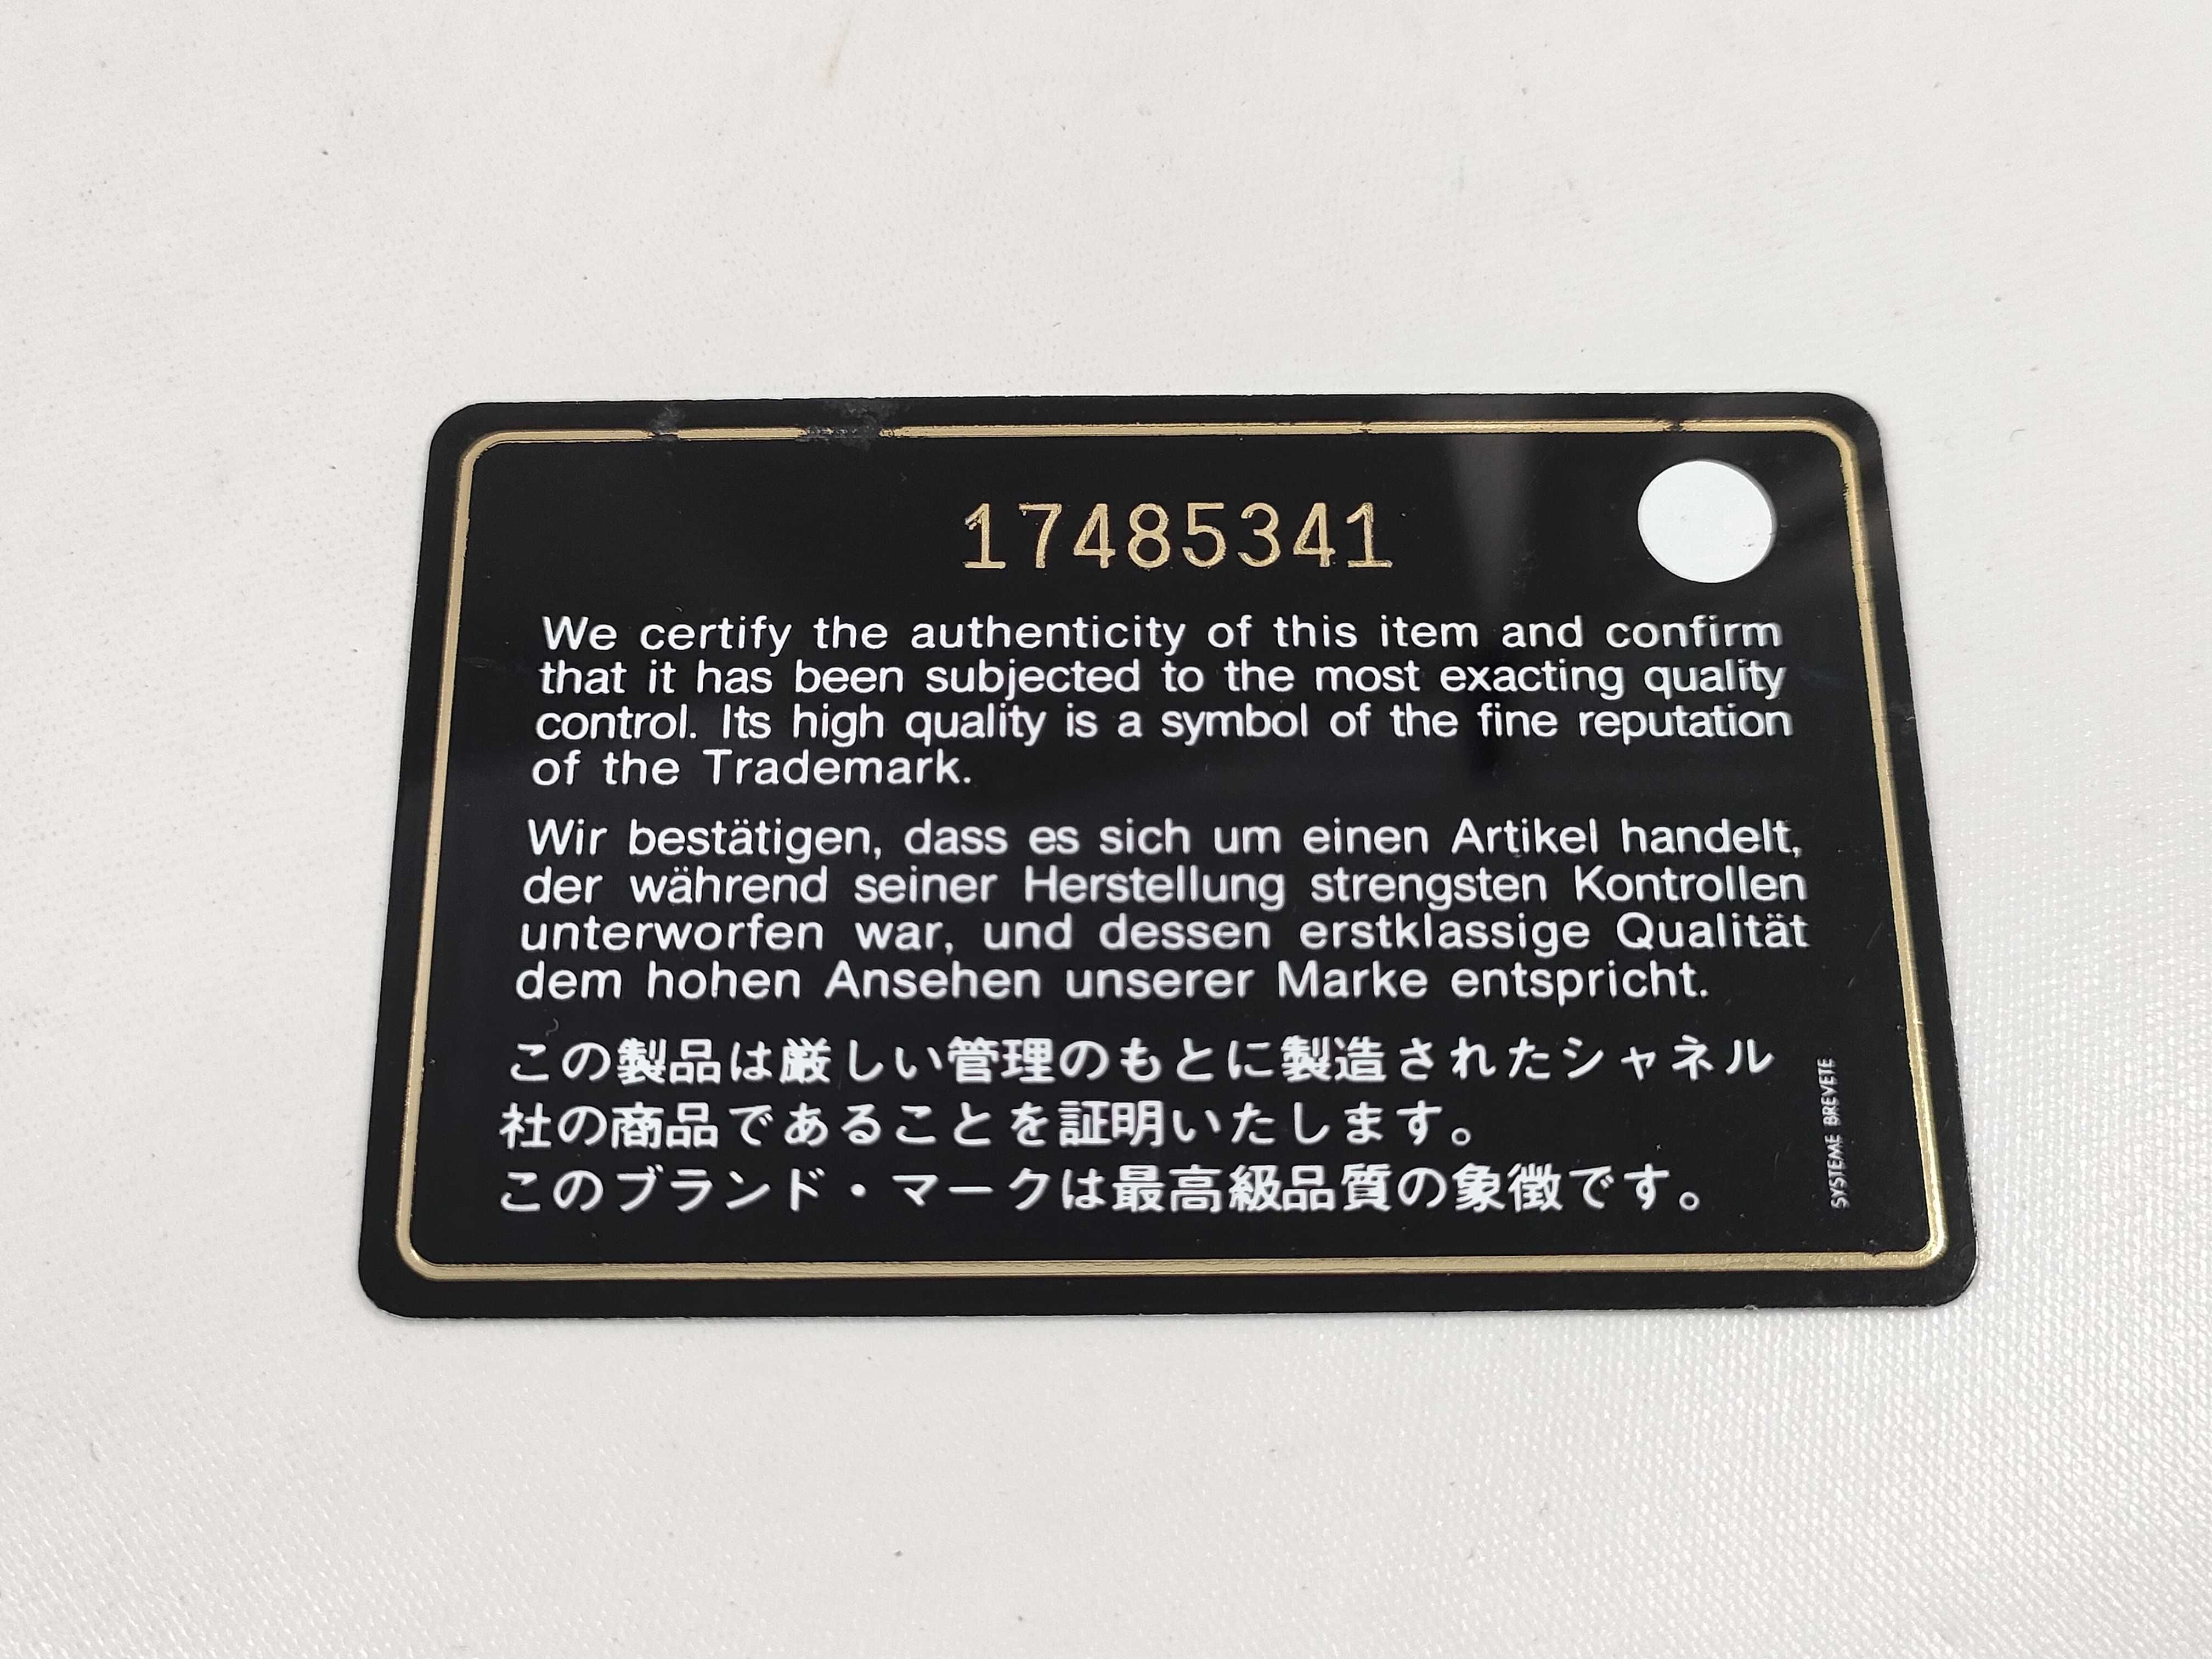 17485341
We certify the authenticity of this item and confirm
that it has been subjected to the most exacting quality
control. Its high quality is a symbol of the fine reputation
of the Trademark.
Wir bestätigen, dass es sich um einen Artikel handelt,
der während seiner Herstellung strengsten Kontrollen
unterworfen war, und dessen erstklassige Qualität
dem hohen Ansehen unserer Marke entspricht.
この製品は厳しい管理のもとに製造されたシャネル
社の商品であることを証明いたします。
このブランド・マークは最高級品質の象徴です。
SYSTEME BREVETE